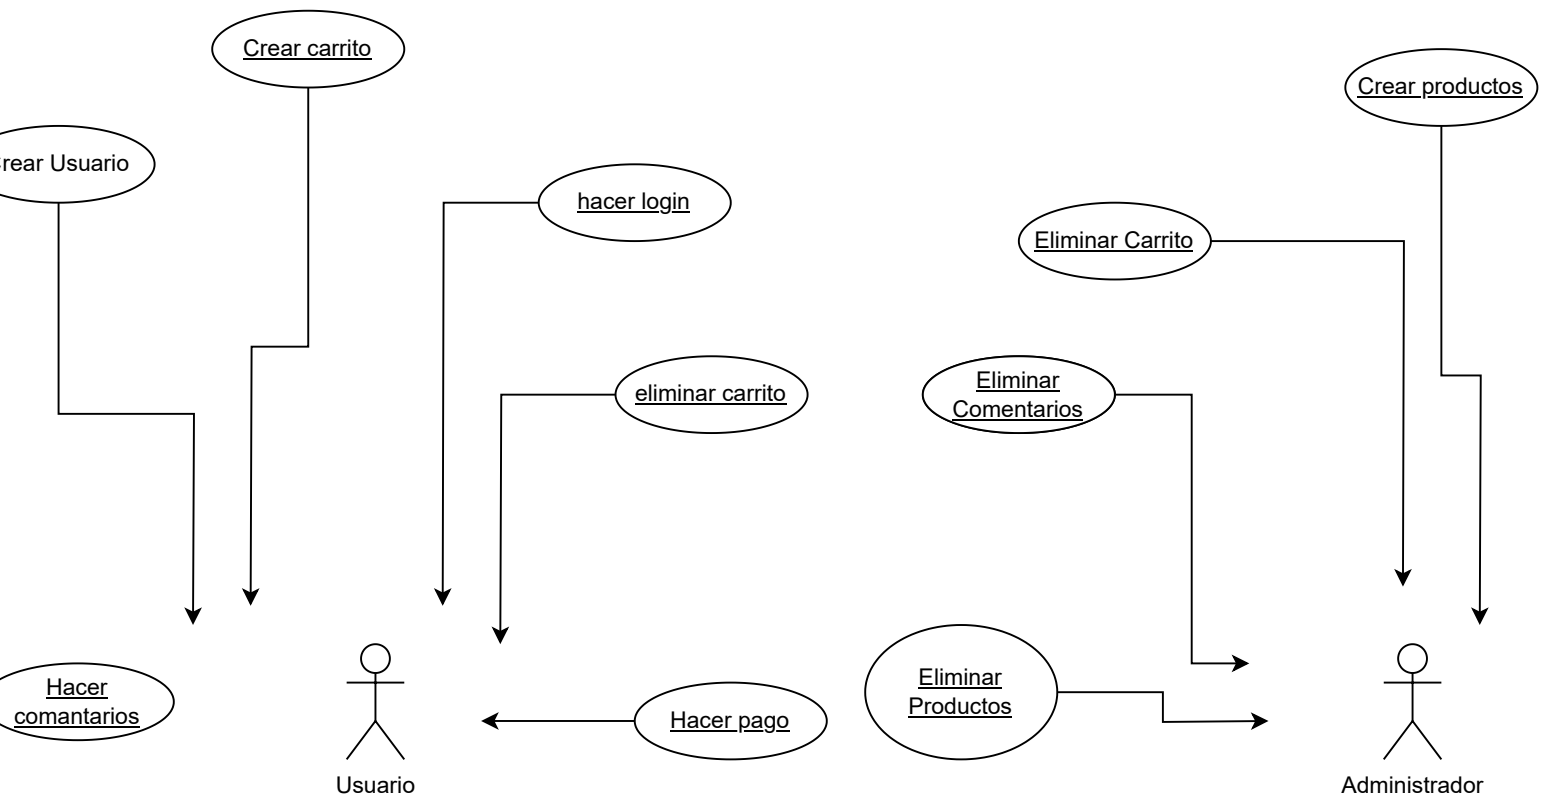 Crear carrito
Crear productos
rear Usuario
hacer login
Eliminar Carrito
eliminar carrito
Eliminar
Comentarios
Hacer
comantarios
Eliminar
Productos
Hacer pago
Usuario
Administrador